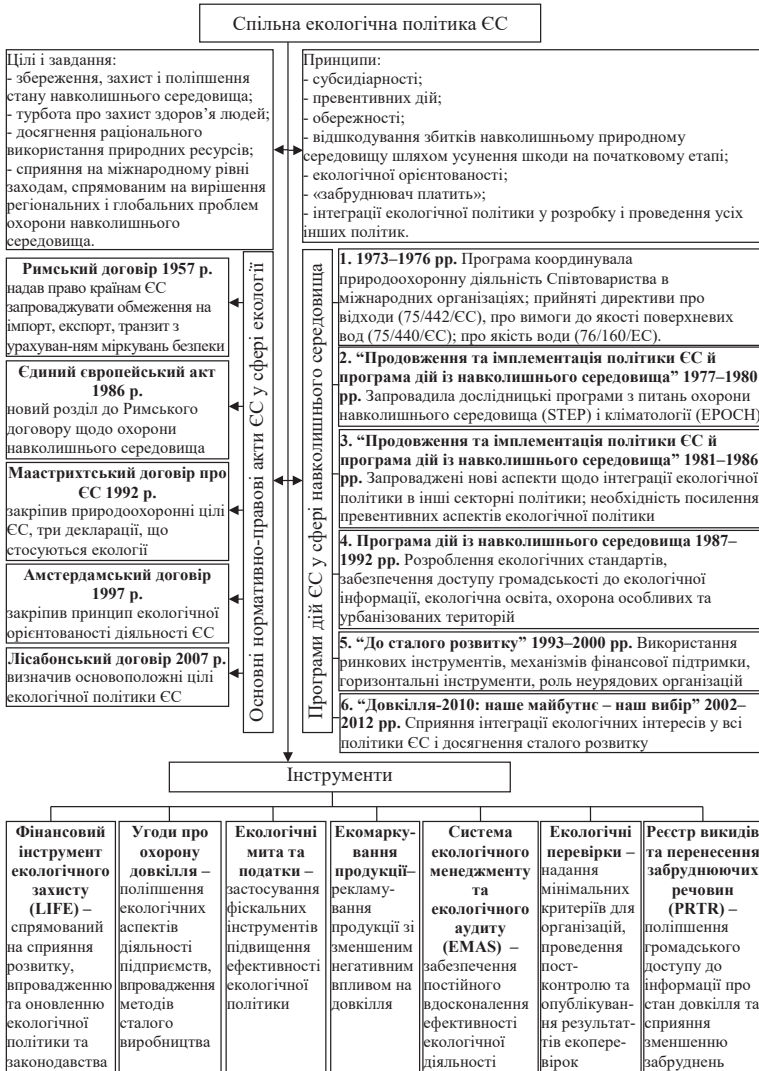 Спільна екологічна політика ЄС
Цілі і завдання:
- збереження, захист і поліпшення
стану навколишнього середовища;
- турбота про захист здоров’я людей;
- досягнення раціонального
використання природних ресурсів;
- сприяння на міжнародному рівні
заходам, спрямованим на вирішення
регіональних і глобальних проблем
охорони навколишнього
середовища.
Принципи:
- субсидіарності;
- превентивних дій;
- обережності;
- відшкодування збитків навколишньому природному
середовищу шляхом усунення шкоди на початковому етапі;
- екологічної орієнтованості;
- «забруднювач платить»;
- інтеграції екологічної політики у розробку і проведення усіх
інших політик.
Римський договір 1957 р.
надав право країнам ЄС
запроваджувати обмеження на
імпорт, експорт, транзит з
урахуван-ням міркувань безпеки
Єдиний європейський акт
1986 р.
новий розділ до Римського
договору щодо охорони
навколишнього середовища
Маастрихтський договір про
ЄС 1992 р.
закріпив природоохоронні цілі
ЄС, три декларації, що
стосуються екології
Амстердамський договір
1997 р.
закріпив принцип екологічної
орієнтованості діяльності ЄС
Лісабонський договір 2007 р.
визначив основоположні цілі
екологічної політики ЄС
Основні нормативно-правові акти ЄС у сфері екології
Програми дій ЄС у сфері навколишнього середовища
1. 1973–1976 рр. Програма координувала
природоохоронну діяльність Співтовариства в
міжнародних організаціях; прийняті директиви про
відходи (75/442/ЄС), про вимоги до якості поверхневих
вод (75/440/ЄС); про якість води (76/160/ЕС).
2. “Продовження та імплементація політики ЄС й
програма дій із навколишнього середовища” 1977–1980
рр. Запровадила дослідницькі програми з питань охорони
навколишнього середовища (STEP) і кліматології (EPOCH)
3. “Продовження та імплементація політики ЄС й
програма дій із навколишнього середовища” 1981–1986
рр. Запроваджені нові аспекти щодо інтеграції екологічної
політики в інші секторні політики; необхідність посилення
превентивних аспектів екологічної політики
4. Програма дій із навколишнього середовища 1987–
1992 рр. Розроблення екологічних стандартів,
забезпечення доступу громадськості до екологічної
інформації, екологічна освіта, охорона особливих та
урбанізованих територій
5. “До сталого розвитку” 1993–2000 рр. Використання
ринкових інструментів, механізмів фінансової підтримки,
горизонтальні інструменти, роль неурядових організацій
6. “Довкілля-2010: наше майбутнє – наш вибір” 2002–
2012 рр. Сприяння інтеграції екологічних інтересів у всі
політики ЄС і досягнення сталого розвитку
Інструменти
Фінансовий
інструмент
екологічного
захисту
(LIFE) –
спрямований
на сприяння
розвитку,
впровадженню
та оновленню
екологічної
політики та
законодавства
Угоди про
охорону
довкілля –
поліпшення
екологічних
аспектів
діяльності
підприємств,
впровадження
методів
сталого
виробництва
Екологічні
мита та
податки –
застосування
фіскальних
інструментів
підвищення
ефективності
екологічної
політики
Екомарку-
вання
продукції–
рекламу-
вання
продукції зі
зменшеним
негативним
впливом на
довкілля
Система
екологічного
менеджменту
та
екологічного
аудиту
(EMAS) –
забезпечення
постійного
вдосконалення
ефективності
екологічної
діяльності
Екологічні
перевірки –
надання
мінімальних
критеріїв для
організацій,
проведення
пост-
контролю та
опублікуван-
ня результат-
тів екопере-
вірок
Реєстр викидів
та перенесення
забруднюючих
речовин
(PRTR) –
поліпшення
громадського
доступу до
інформації про
стан довкілля та
сприяння
зменшенню
забруднень